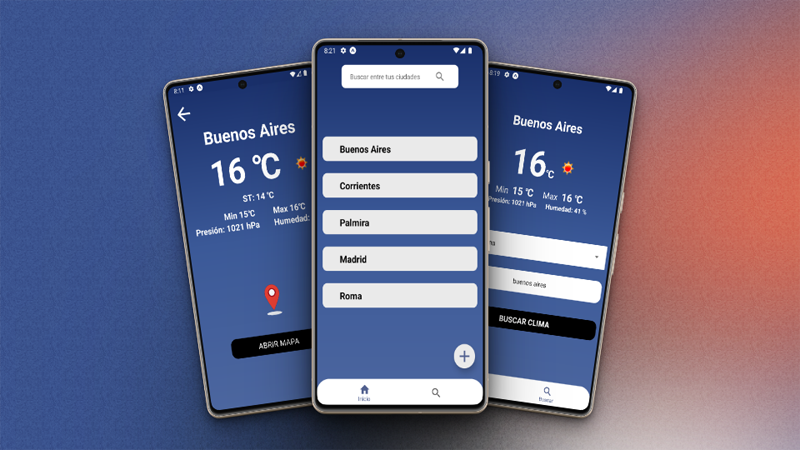 8:11
Buenos Aires
16 °C
ST: 14 °C
Min 15°C
Max 16°C
Presión: 1021 hPa
Humedad:
ABRIR MAPA
8:21
Buscar entre tus ciudades
Buenos Aires
Corrientes
Palmira
Madrid
Roma
+
Inicio
8:19
Buenos Aires
16°C
Min 15 °C
Max 16 °C
Presión: 1021 hPa
Humedad: 41 %
buenos aires
BUSCAR CLIMA
Buscar